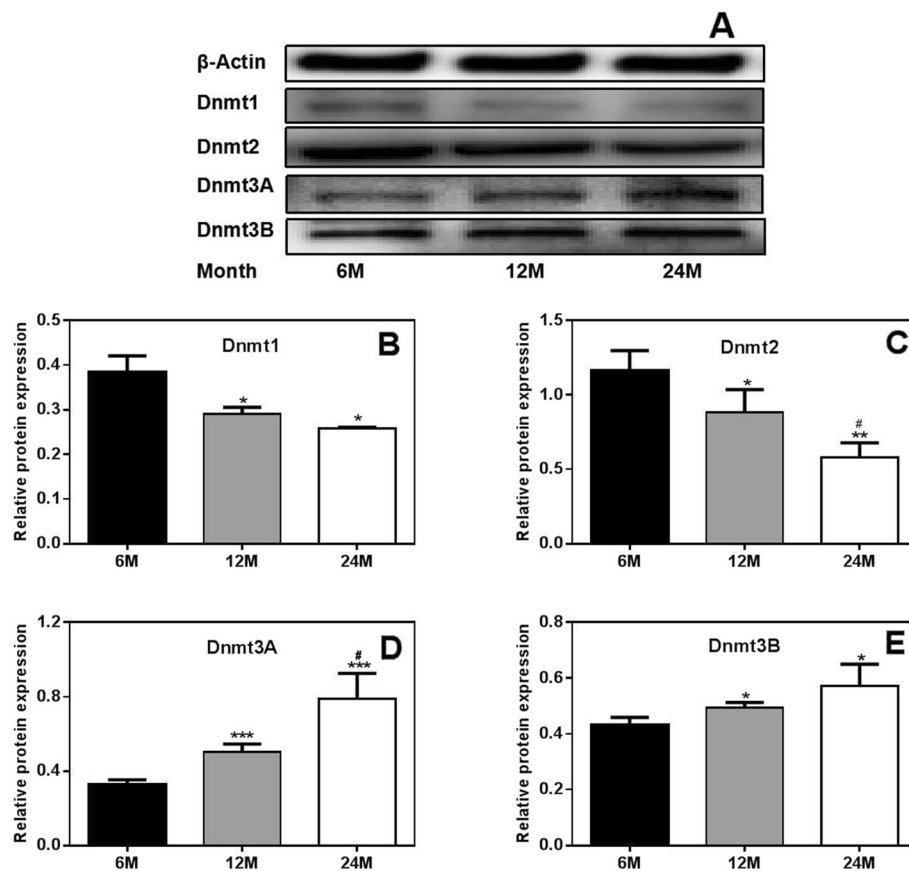 A
β-Actin
Dnmt1
Dnmt2
Dnmt3A
Dnmt3B
Month 6M 12M 24M
B
Dnmt1
Relative protein expression
0.5
0.4
0.3
0.2
0.1
0.0
*
*
6M 12M 24M
C
Dnmt2
Relative protein expression
1.5
1.0
0.5
0.0
*
#
**
6M 12M 24M
D
Dnmt3A
Relative protein expression
1.2
0.8
0.4
0.0
***
#
***
6M 12M 24M
E
Dnmt3B
Relative protein expression
0.8
0.6
0.4
0.2
0.0
*
*
6M 12M 24M